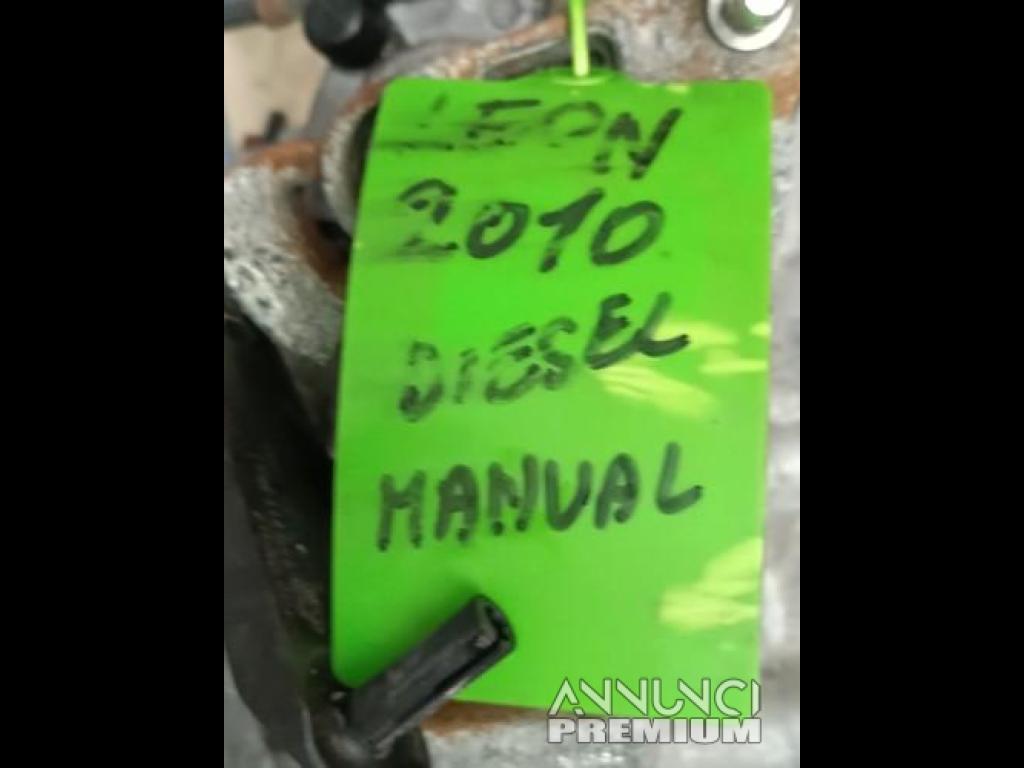 LEON
2010
DIESEL
MANUAL
ANNUNCI
PREMIUM